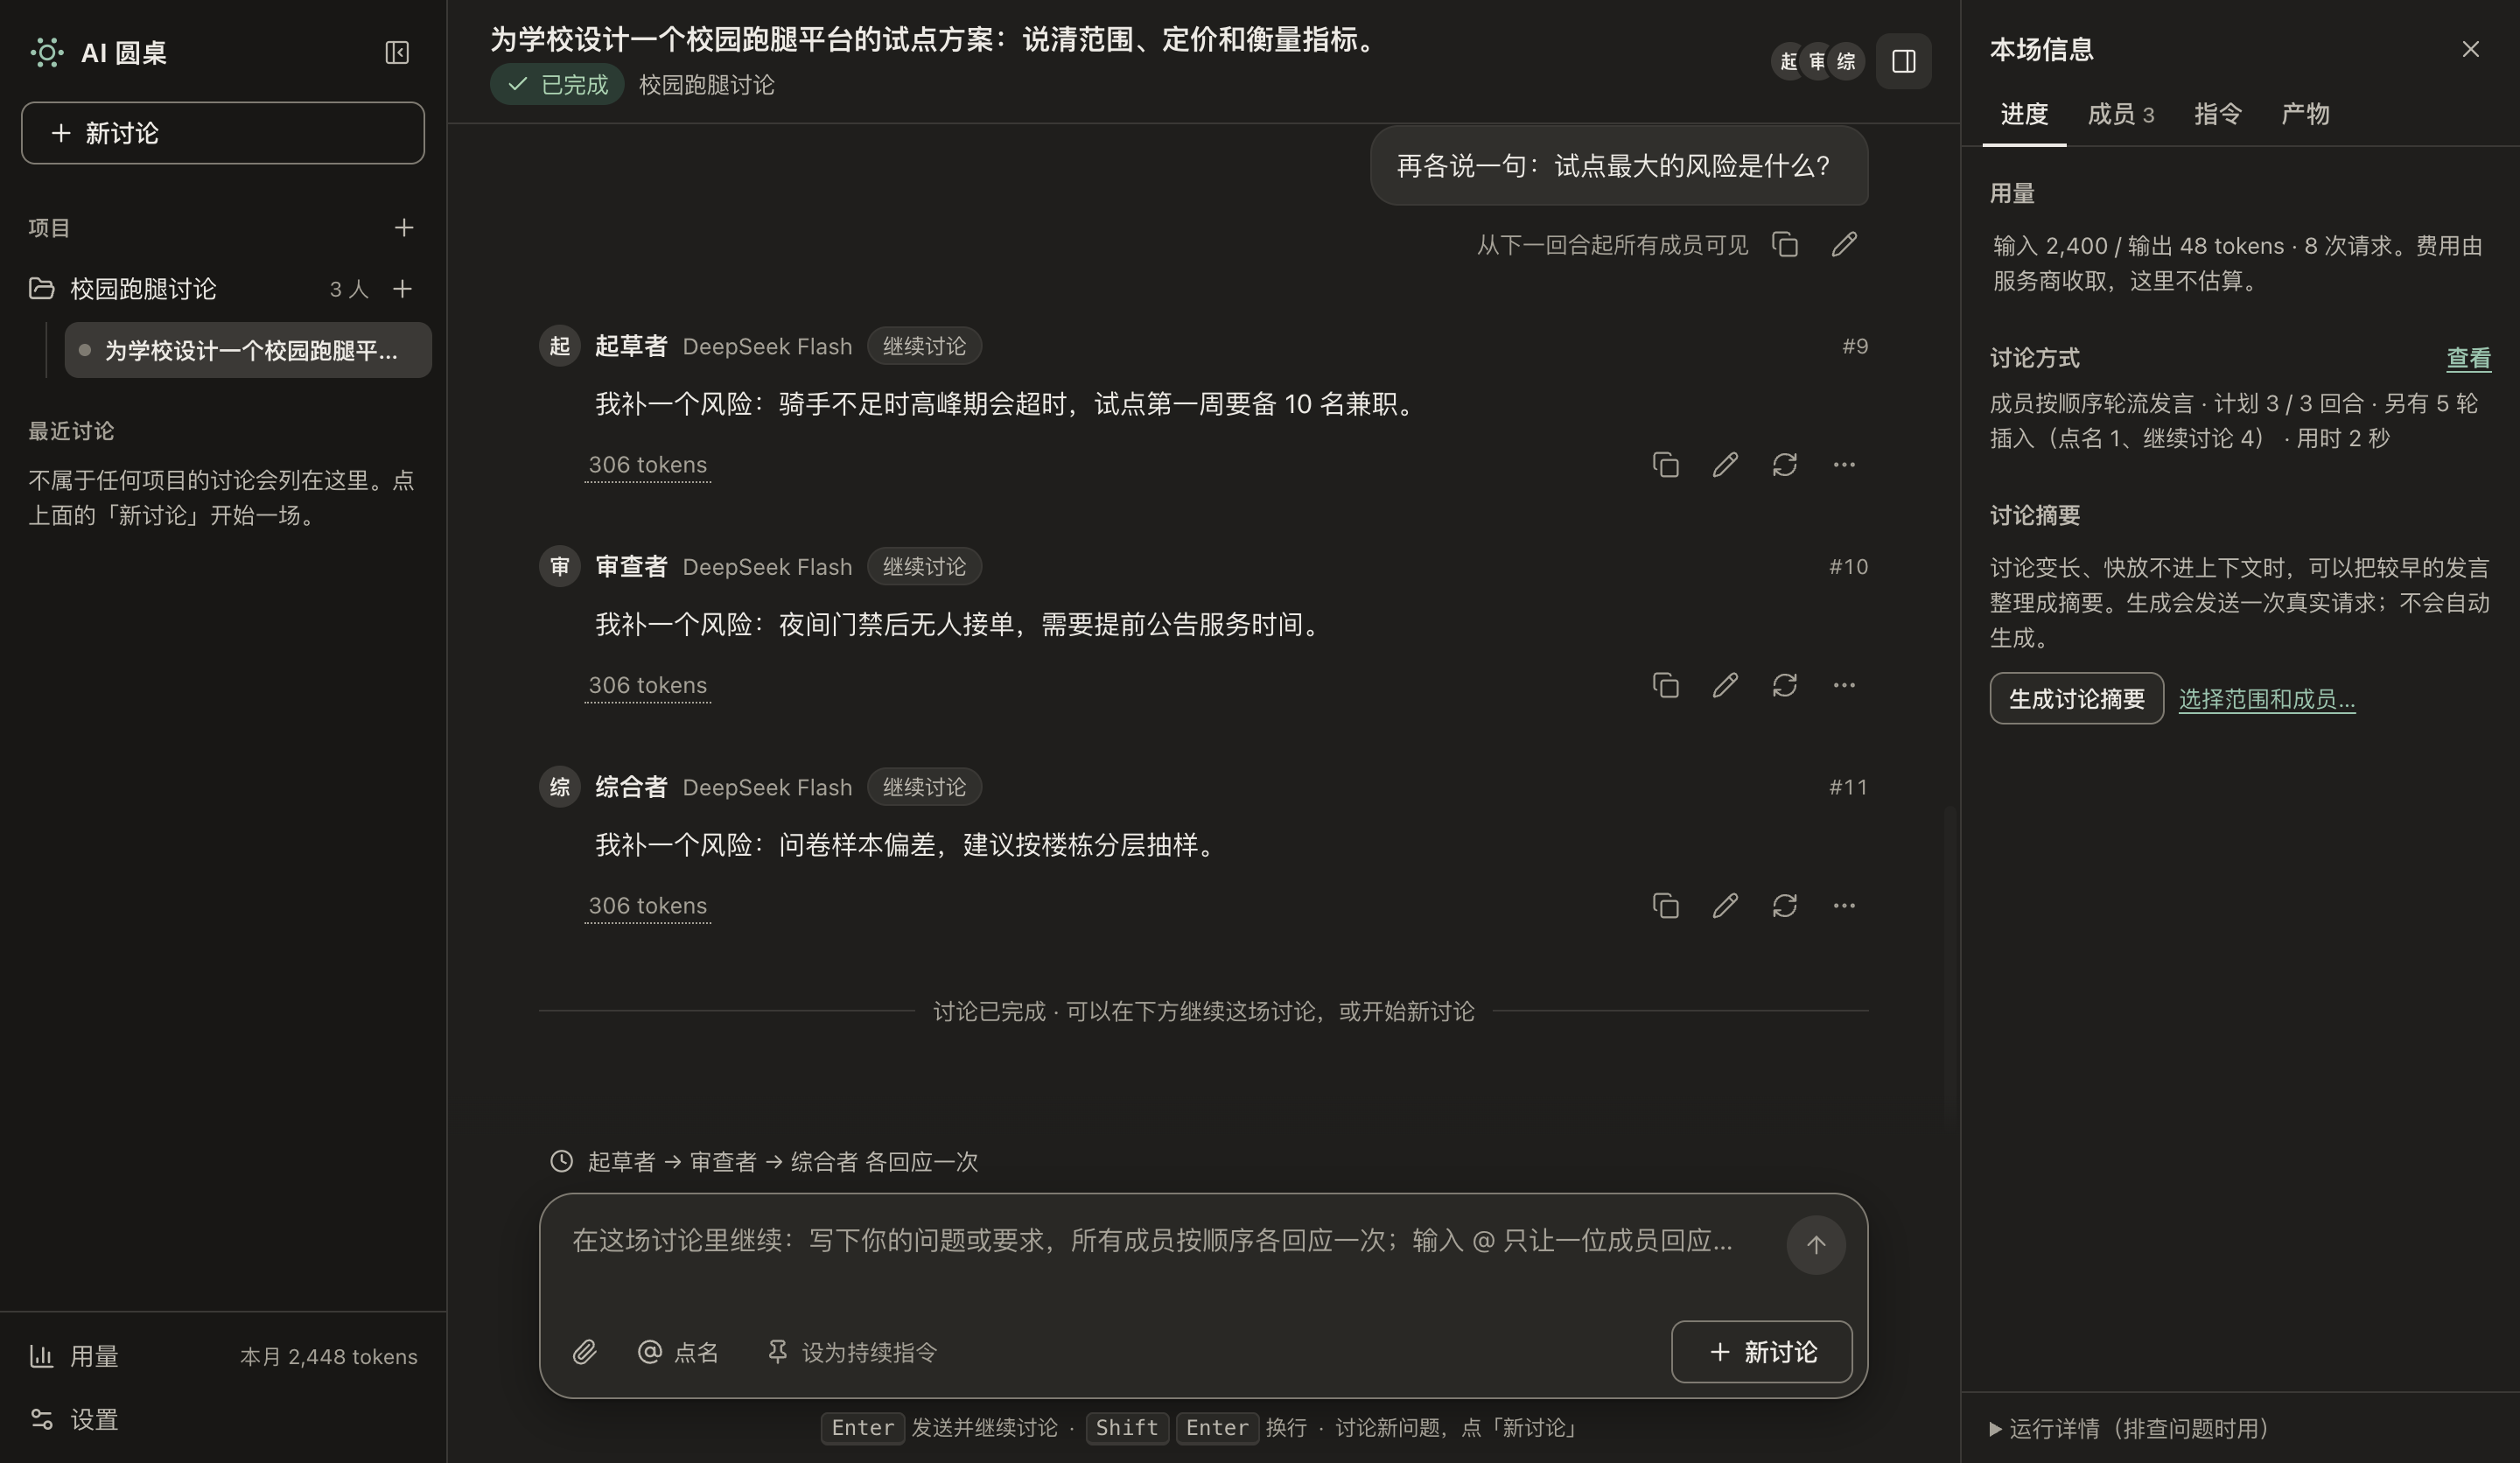 AI 圆桌
新讨论
项目
校园跑腿讨论
3 人
为学校设计一个校园跑腿平...
最近讨论
不属于任何项目的讨论会列在这里。点
上面的「新讨论」开始一场。
用量
本月 2,448 tokens
设置
为学校设计一个校园跑腿平台的试点方案：说清范围、定价和衡量指标。
已完成
校园跑腿讨论
起 审 综
再各说一句：试点最大的风险是什么？
从下一回合起所有成员可见
起 起草者 DeepSeek Flash 继续讨论 #9
我补一个风险：骑手不足时高峰期会超时，试点第一周要备 10 名兼职。
306 tokens
审 审查者 DeepSeek Flash 继续讨论 #10
我补一个风险：夜间门禁后无人接单，需要提前公告服务时间。
306 tokens
综 综合者 DeepSeek Flash 继续讨论 #11
我补一个风险：问卷样本偏差，建议按楼栋分层抽样。
306 tokens
讨论已完成 · 可以在下方继续这场讨论，或开始新讨论
起草者 → 审查者 → 综合者 各回应一次
在这场讨论里继续：写下你的问题或要求，所有成员按顺序各回应一次；输入 @ 只让一位成员回应...
点名
设为持续指令
新讨论
Enter 发送并继续讨论 · Shift Enter 换行 · 讨论新问题，点「新讨论」
本场信息
进度 成员 3 指令 产物
用量
输入 2,400 / 输出 48 tokens · 8 次请求。费用由
服务商收取，这里不估算。
讨论方式
查看
成员按顺序轮流发言 · 计划 3 / 3 回合 · 另有 5 轮
插入（点名 1、继续讨论 4） · 用时 2 秒
讨论摘要
讨论变长、快放不进上下文时，可以把较早的发言
整理成摘要。生成会发送一次真实请求；不会自动
生成。
生成讨论摘要
选择范围和成员...
运行详情（排查问题时用）